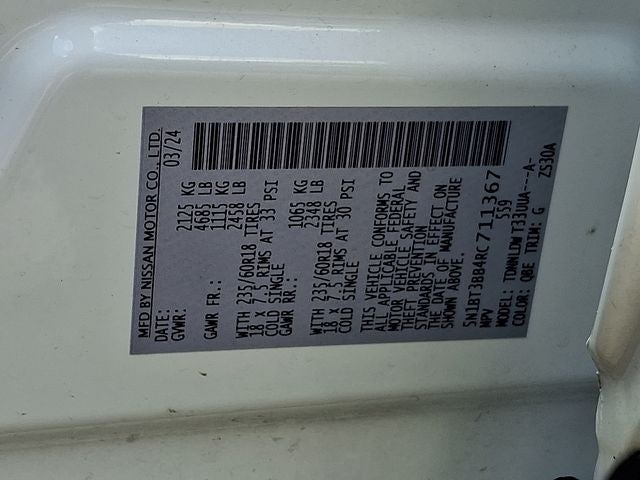 MFD BY NISSAN MOTOR CO., LTD.
DATE: 03/24
GVWR: 2125 KG
4685 LB
GAWR FR.: 1115 KG
2458 LB
WITH 235/60R18 TIRES
18 X 7.5 RIMS AT 33 PSI
COLD SINGLE
GAWR RR.: 1065 KG
2348 LB
WITH 235/60R18 TIRES
18 X 7.5 RIMS AT 30 PSI
COLD SINGLE
THIS VEHICLE CONFORMS TO
ALL APPLICABLE FEDERAL
MOTOR VEHICLE SAFETY AND
THEFT PREVENTION
STANDARDS IN EFFECT ON
THE DATE OF MANUFACTURE
SHOWN ABOVE.
5N1BT3BB4RC711367
MPV 559
MODEL: TDNNLDWT33UUA---A-
COLOR: QBE TRIM: G ZS30A